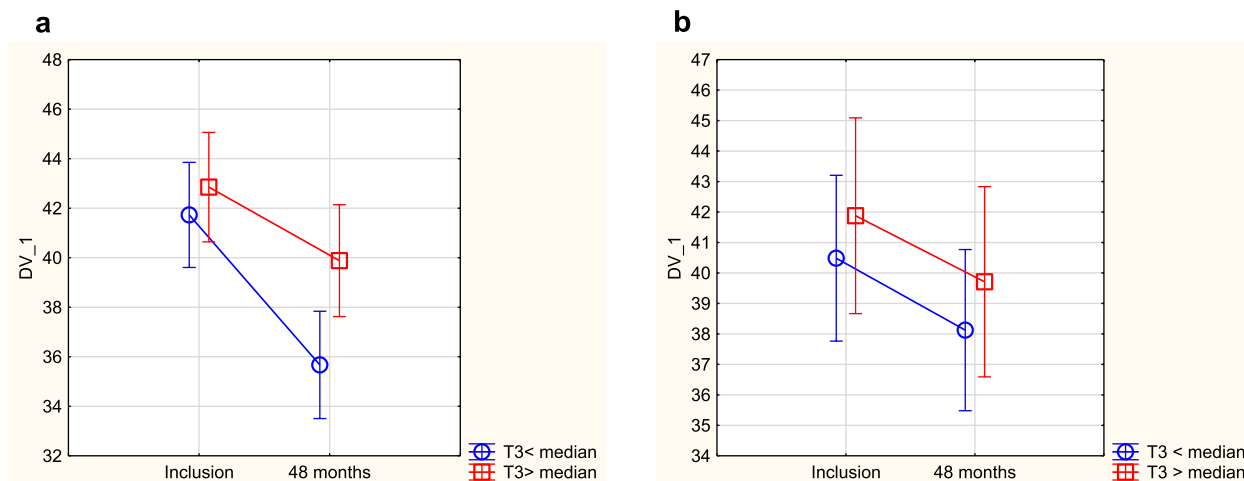 a
48
46
44
42
40
38
36
34
32
DV_1
Inclusion 48 months
T3< median
T3> median
b
47
46
45
44
43
42
41
40
39
38
37
36
35
34
DV_1
Inclusion 48 months
T3 < median
T3 > median